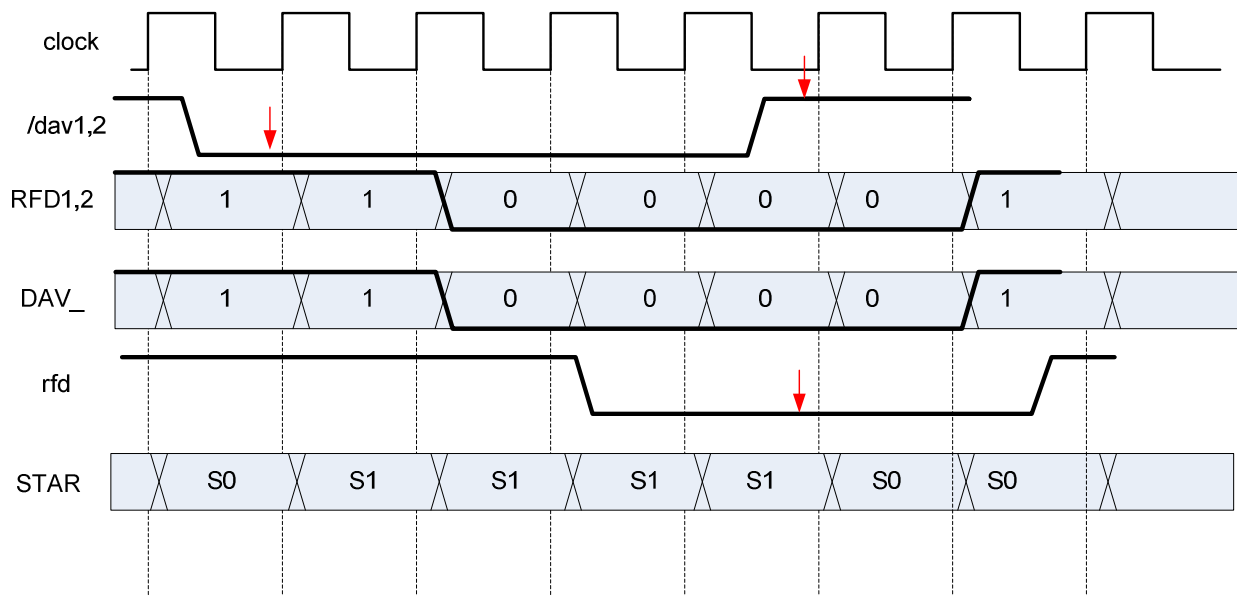 clock
/dav1,2
RFD1,2 1 1 0 0 0 0 1
DAV_ 1 1 0 0 0 0 1
rfd
STAR S0 S1 S1 S1 S1 S0 S0